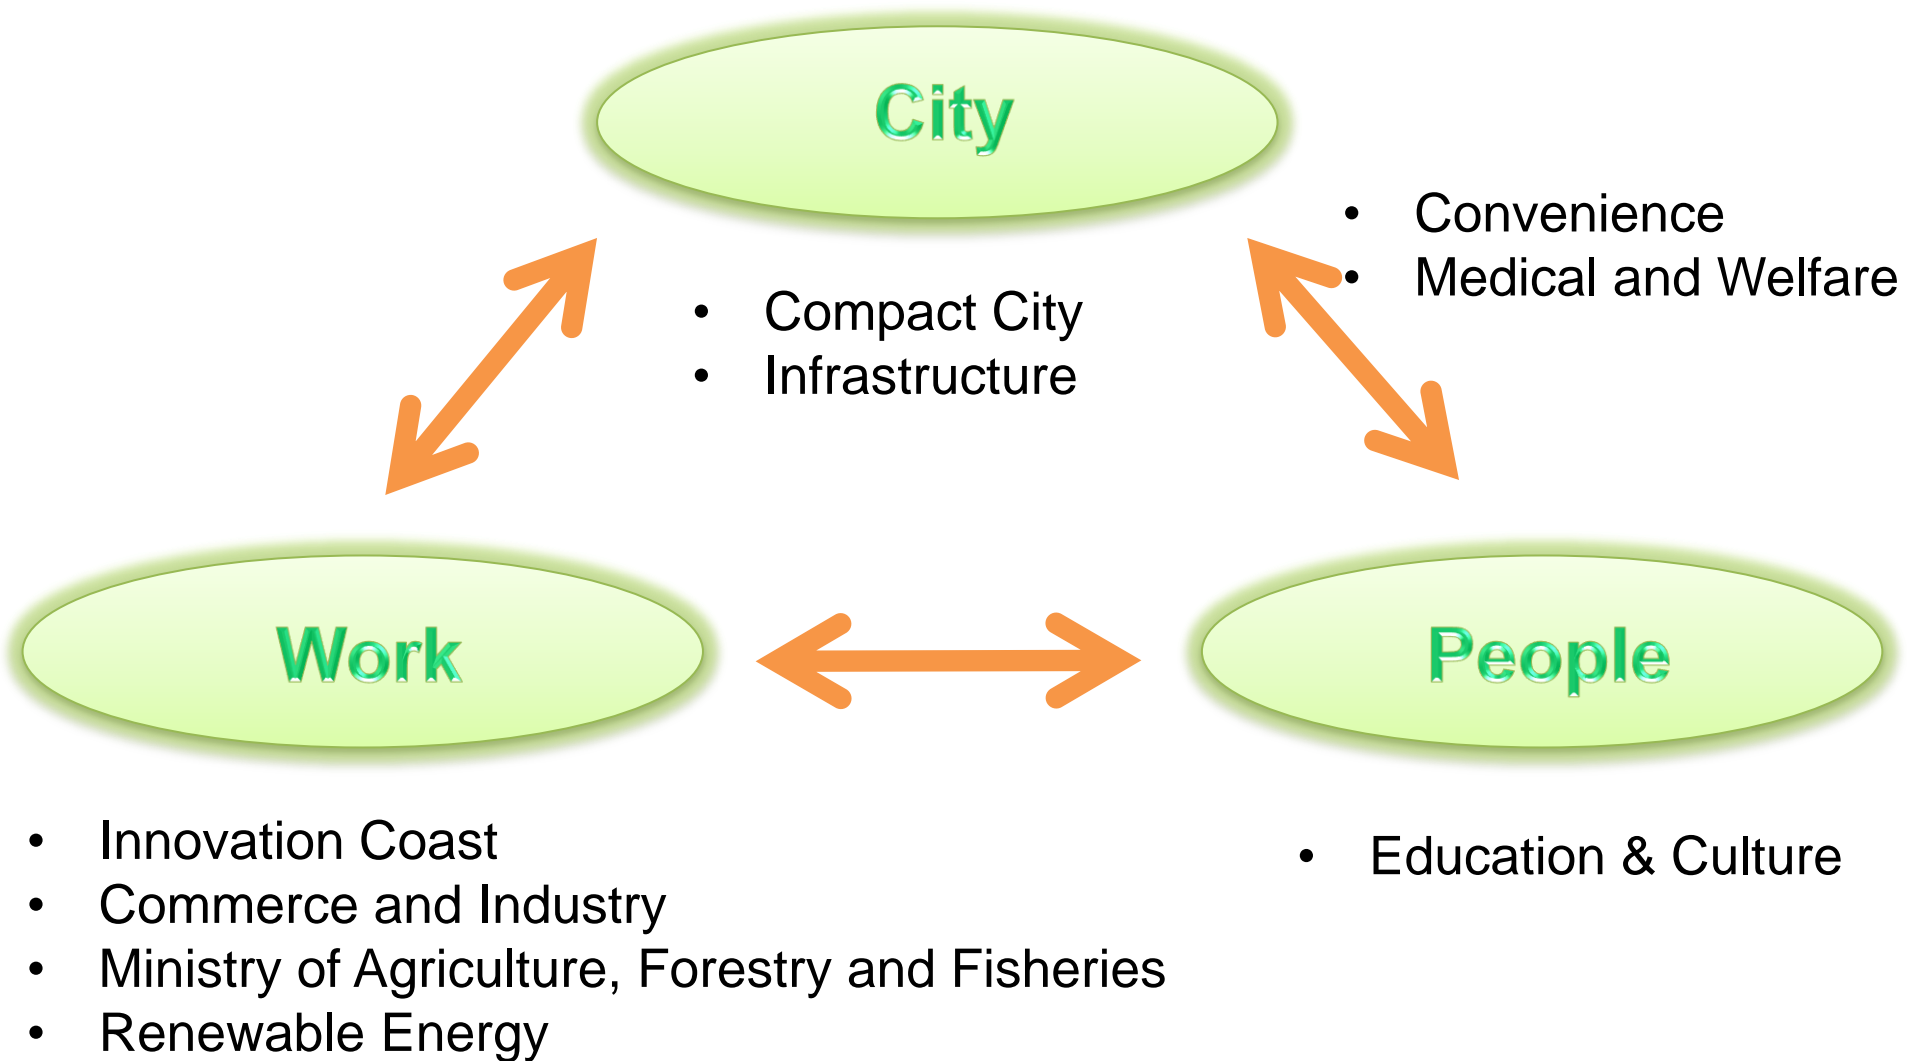 City
• Convenience
• Medical and Welfare
• Compact City
• Infrastructure
Work
People
• Innovation Coast
• Commerce and Industry
• Ministry of Agriculture, Forestry and Fisheries
• Renewable Energy
• Education & Culture